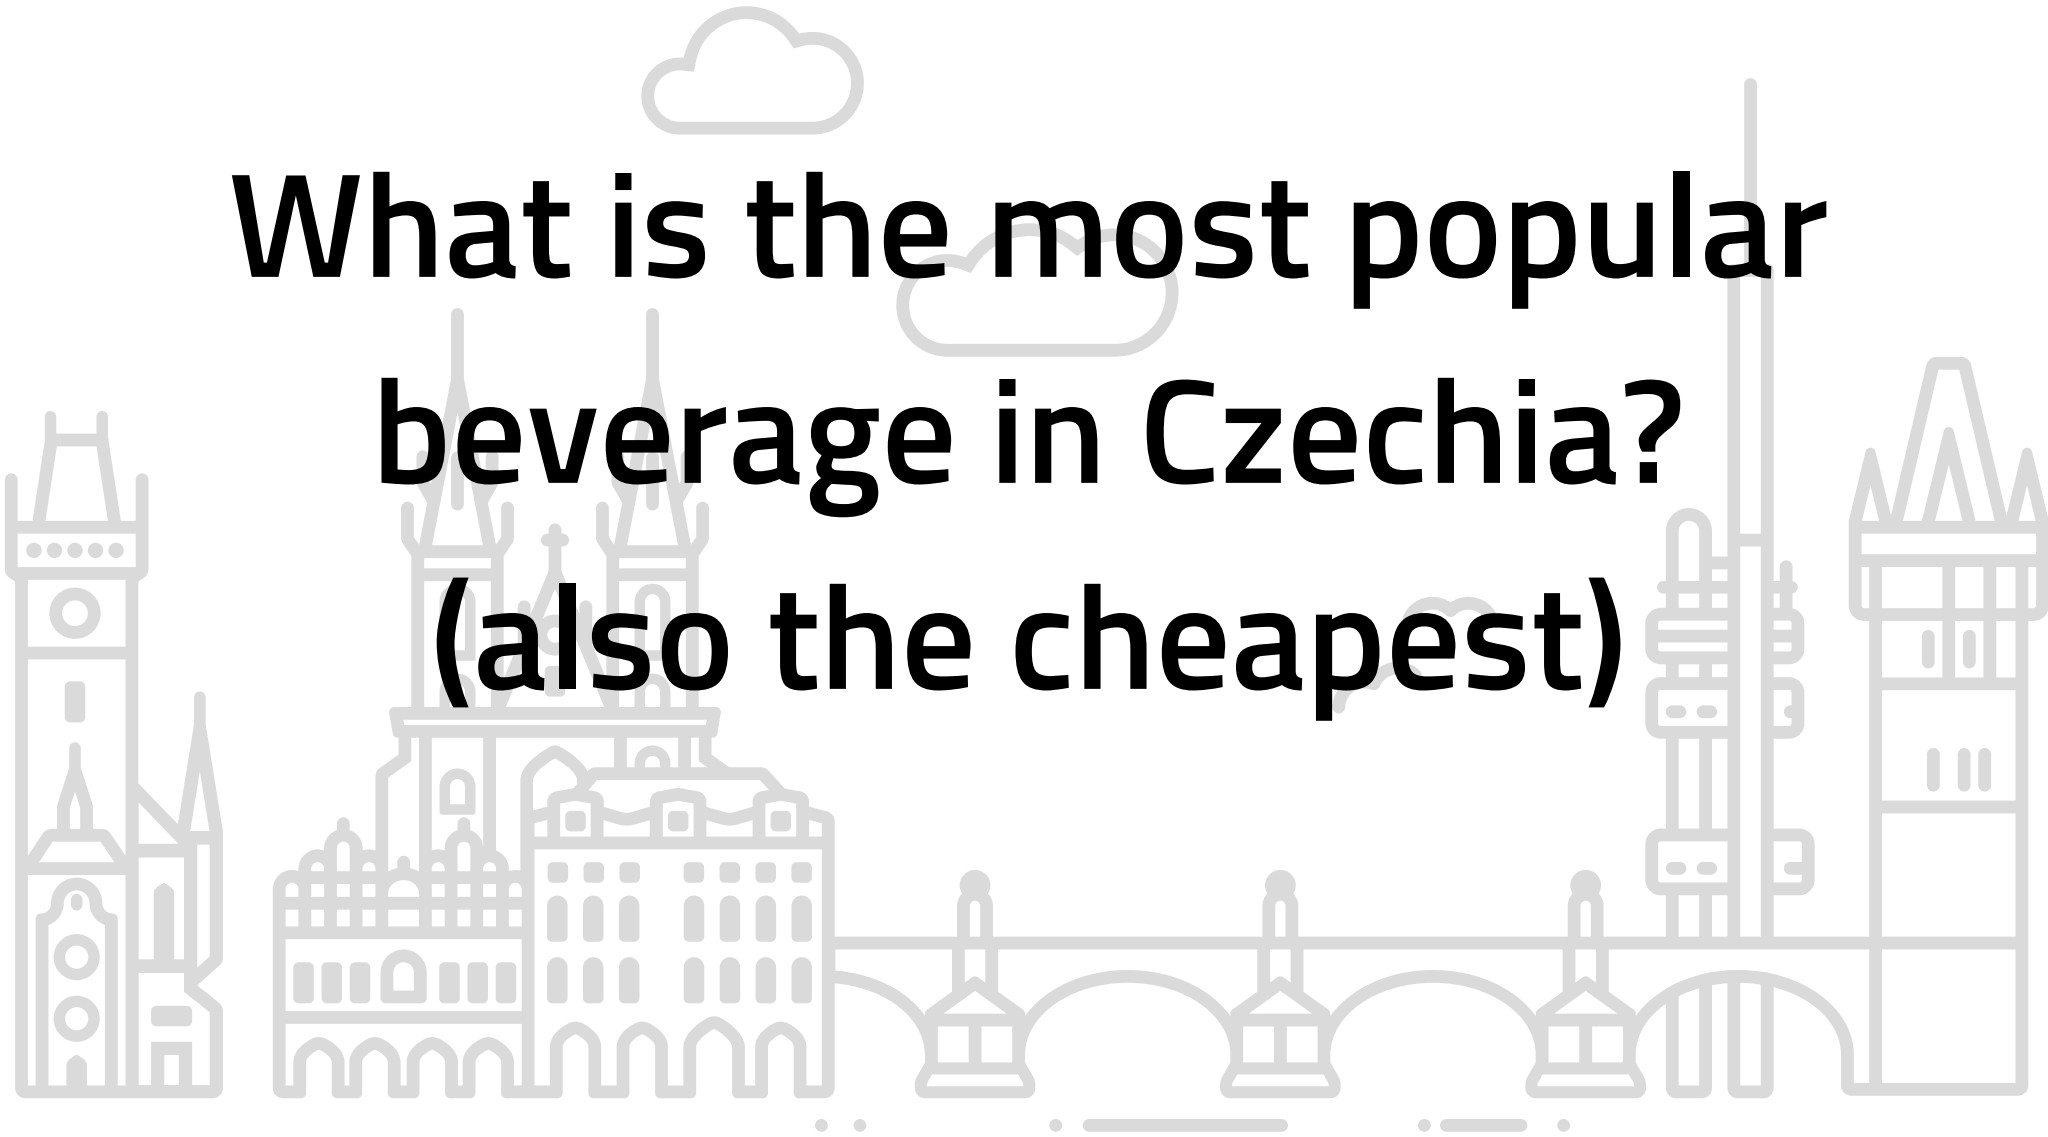 What is the most popular
beverage in Czechia?
(also the cheapest)